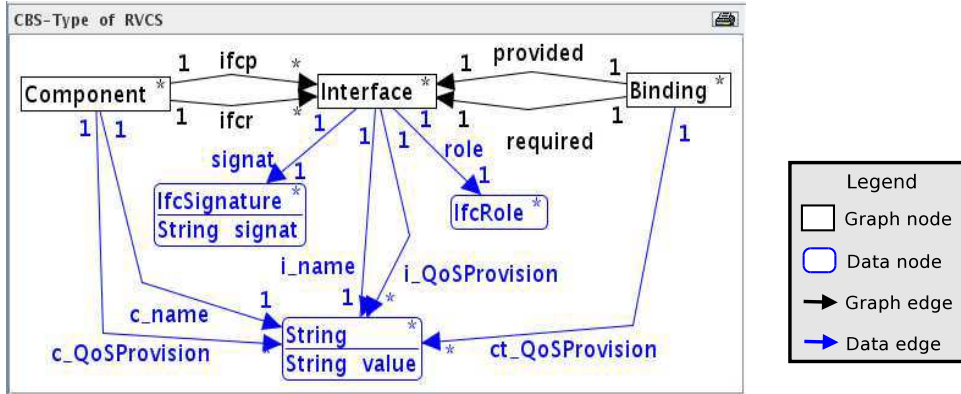 CBS-Type of RVCS
1 ifcp * provided
1 1
Component * Interface * Binding *
1 ifcr * 1 required 1
1 1 1 1 1 1 1
signat role
1 1
IfcSignature * IfcRole *
String signat
i_name i_QoSProvision
1 1 *
c_name String *
c_QoSProvision * * ct_QoSProvision
String value
Legend
Graph node
Data node
Graph edge
Data edge